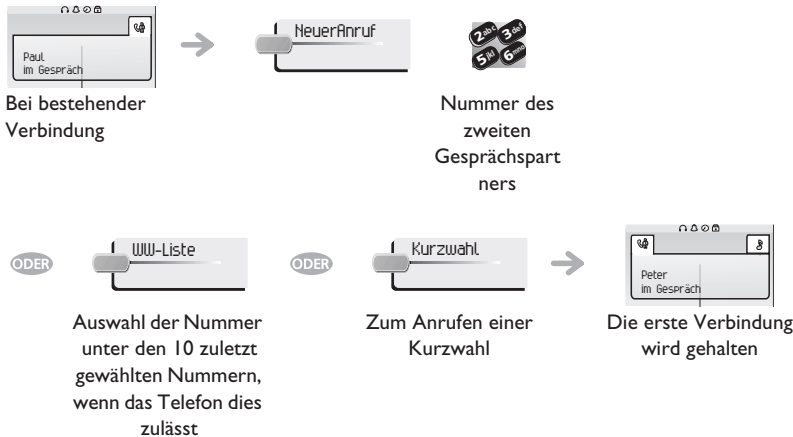 Paul
im Gespräch
NeuerAnruf
2abc
3def
5jkl
6mno
Bei bestehender
Verbindung
Nummer des
zweiten
Gesprächspart
ners
ODER
WW-Liste
ODER
Kurzwahl
Peter
im Gespräch
Auswahl der Nummer
unter den 10 zuletzt
gewählten Nummern,
wenn das Telefon dies
zulässt
Zum Anrufen einer
Kurzwahl
Die erste Verbindung
wird gehalten